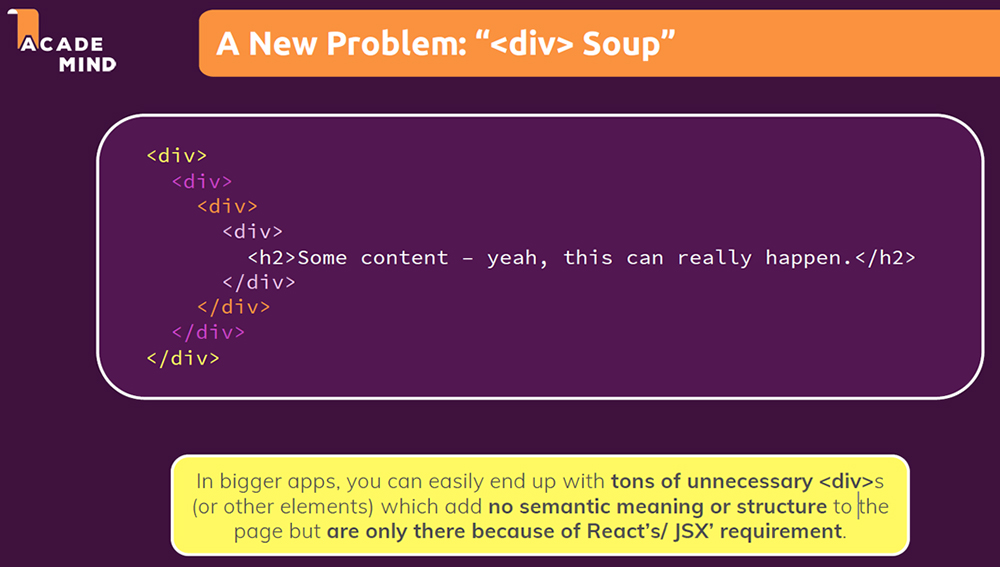 ACADE
MIND
A New Problem: “<div> Soup”
<div>
<div>
<div>
<div>
<h2>Some content – yeah, this can really happen.</h2>
</div>
</div>
</div>
</div>
In bigger apps, you can easily end up with tons of unnecessary <div>s
(or other elements) which add no semantic meaning or structure to the
page but are only there because of React’s/ JSX’ requirement.